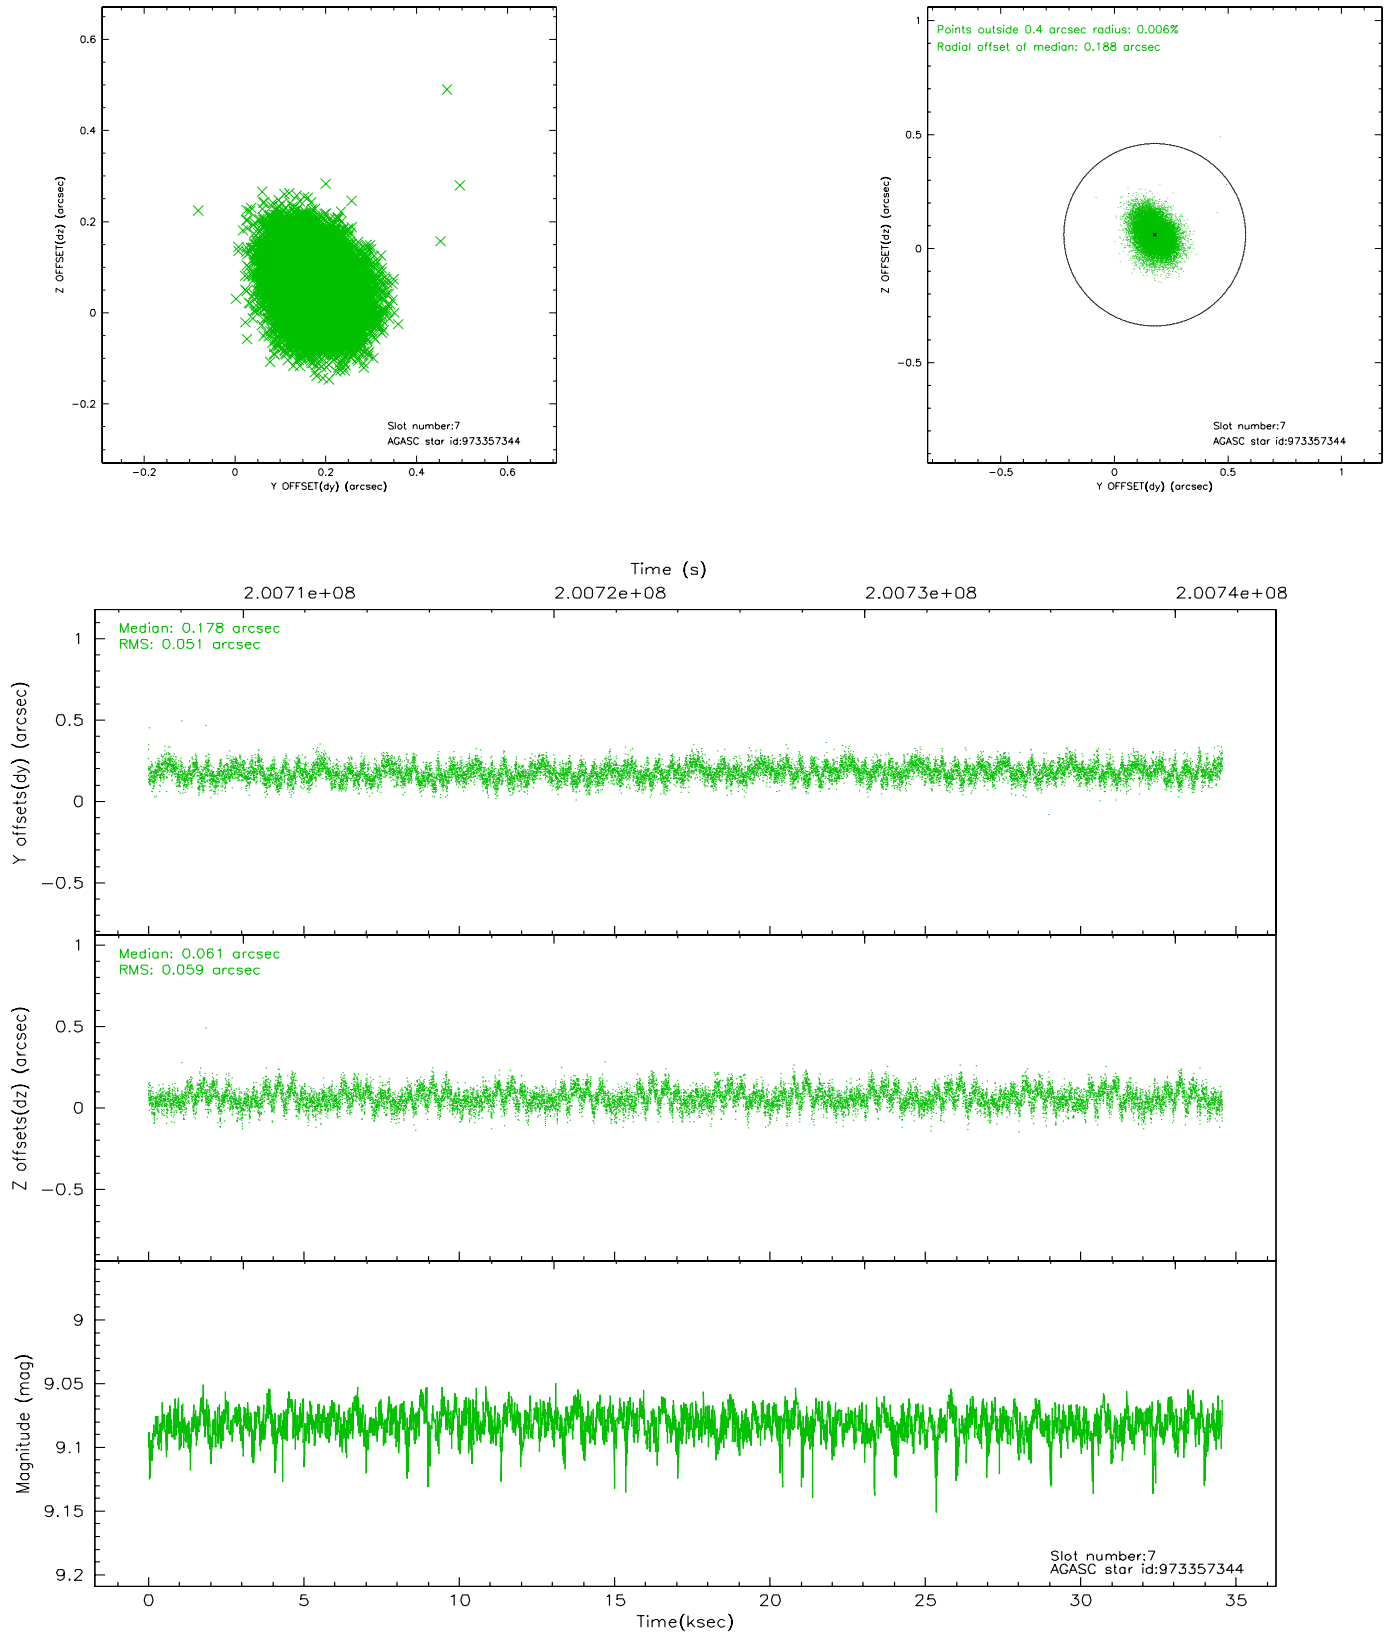 0.6
0.4
0.2
0
−0.2
Z OFFSET(dz) (arcsec)
Slot number:7
AGASC star id:973357344
−0.2 0 0.2 0.4 0.6
Y OFFSET(dy) (arcsec)
Points outside 0.4 arcsec radius: 0.006%
Radial offset of median: 0.188 arcsec
1
0.5
0
−0.5
Z OFFSET(dz) (arcsec)
Slot number:7
AGASC star id:973357344
−0.5 0 0.5 1
Y OFFSET(dy) (arcsec)
Time (s)
2.0071e+08 2.0072e+08 2.0073e+08 2.0074e+08
Median: 0.178 arcsec
RMS: 0.051 arcsec
1
0.5
0
−0.5
Y offsets(dy) (arcsec)
Median: 0.061 arcsec
RMS: 0.059 arcsec
1
0.5
0
−0.5
Z offsets(dz) (arcsec)
9
9.05
9.1
9.15
9.2
Magnitude (mag)
Slot number:7
AGASC star id:973357344
0 5 10 15 20 25 30 35
Time(ksec)